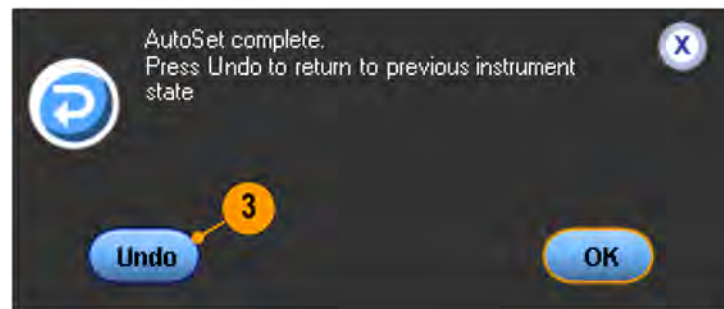 AutoSet complete.
Press Undo to return to previous instrument
state
X
3
Undo
OK